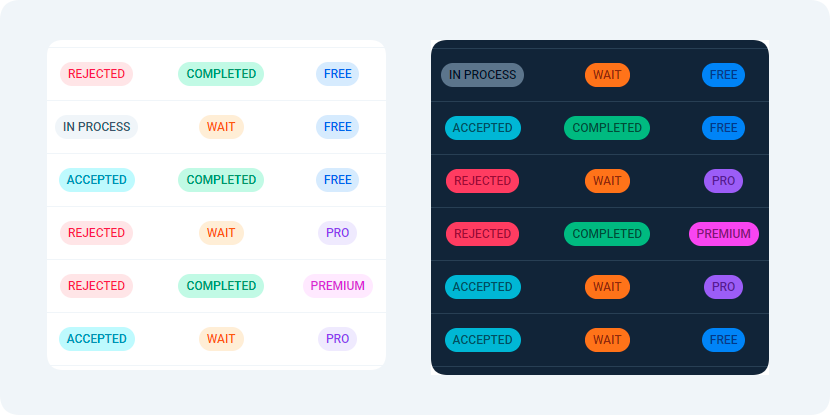 REJECTED COMPLETED FREE
IN PROCESS WAIT FREE
ACCEPTED COMPLETED FREE
REJECTED WAIT PRO
REJECTED COMPLETED PREMIUM
ACCEPTED WAIT PRO
IN PROCESS WAIT FREE
ACCEPTED COMPLETED FREE
REJECTED WAIT PRO
REJECTED COMPLETED PREMIUM
ACCEPTED WAIT PRO
ACCEPTED WAIT FREE